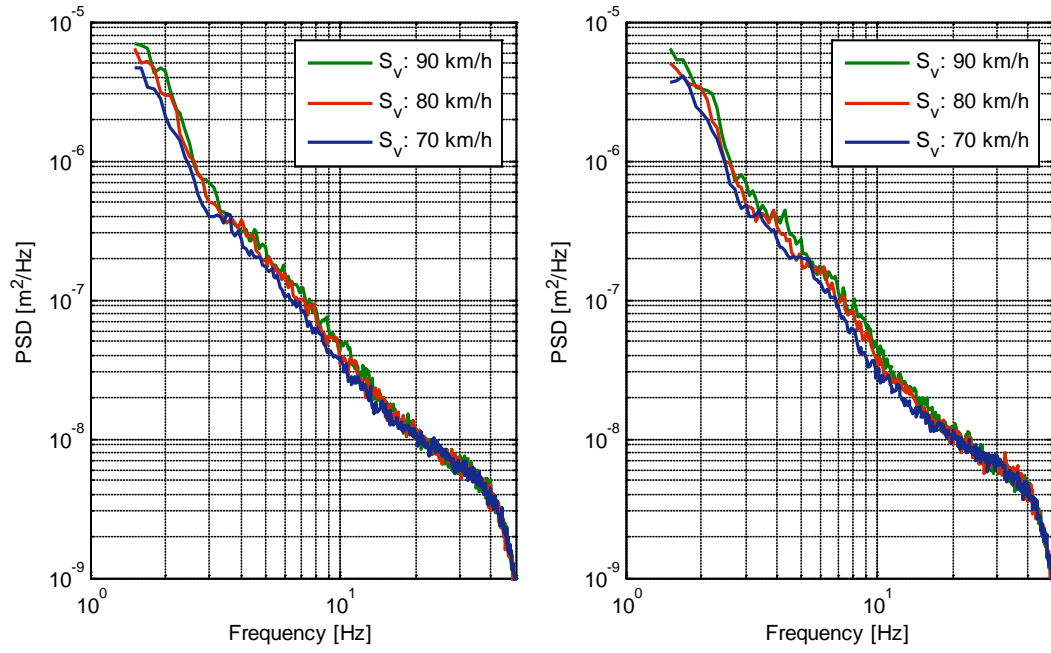 10^-5
10^-6
10^-7
10^-8
10^-9
PSD [m^2/Hz]
10^0
10^1
Frequency [Hz]
S_v: 90 km/h
S_v: 80 km/h
S_v: 70 km/h
10^-5
10^-6
10^-7
10^-8
10^-9
PSD [m^2/Hz]
10^0
10^1
Frequency [Hz]
S_v: 90 km/h
S_v: 80 km/h
S_v: 70 km/h